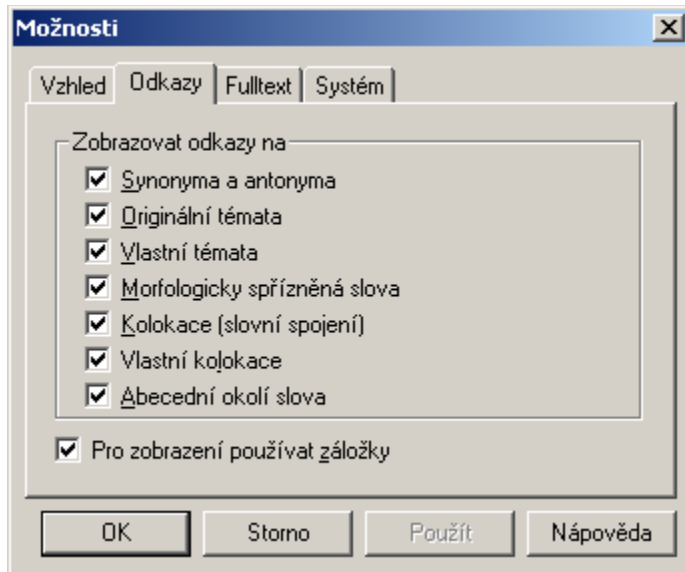 Možnosti
Vzhled Odkazy Fulltext Systém
Zobrazovat odkazy na
Synonyma a antonyma
Originální témata
Vlastní témata
Morfologicky spřízněná slova
Kolokace (slovní spojení)
Vlastní kolokace
Abecední okolí slova
Pro zobrazení používat záložky
OK Storno Použít Nápověda